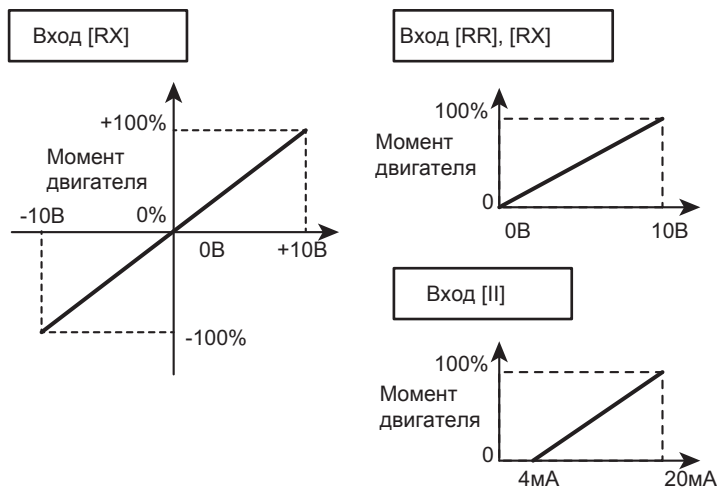 Вход [RX]
+100%
Момент
двигателя
-10В
0%
0В
+10В
-100%
Вход [RR], [RX]
100%
Момент
двигателя
0
0В
10В
Вход [II]
100%
Момент
двигателя
0
4мА
20мА